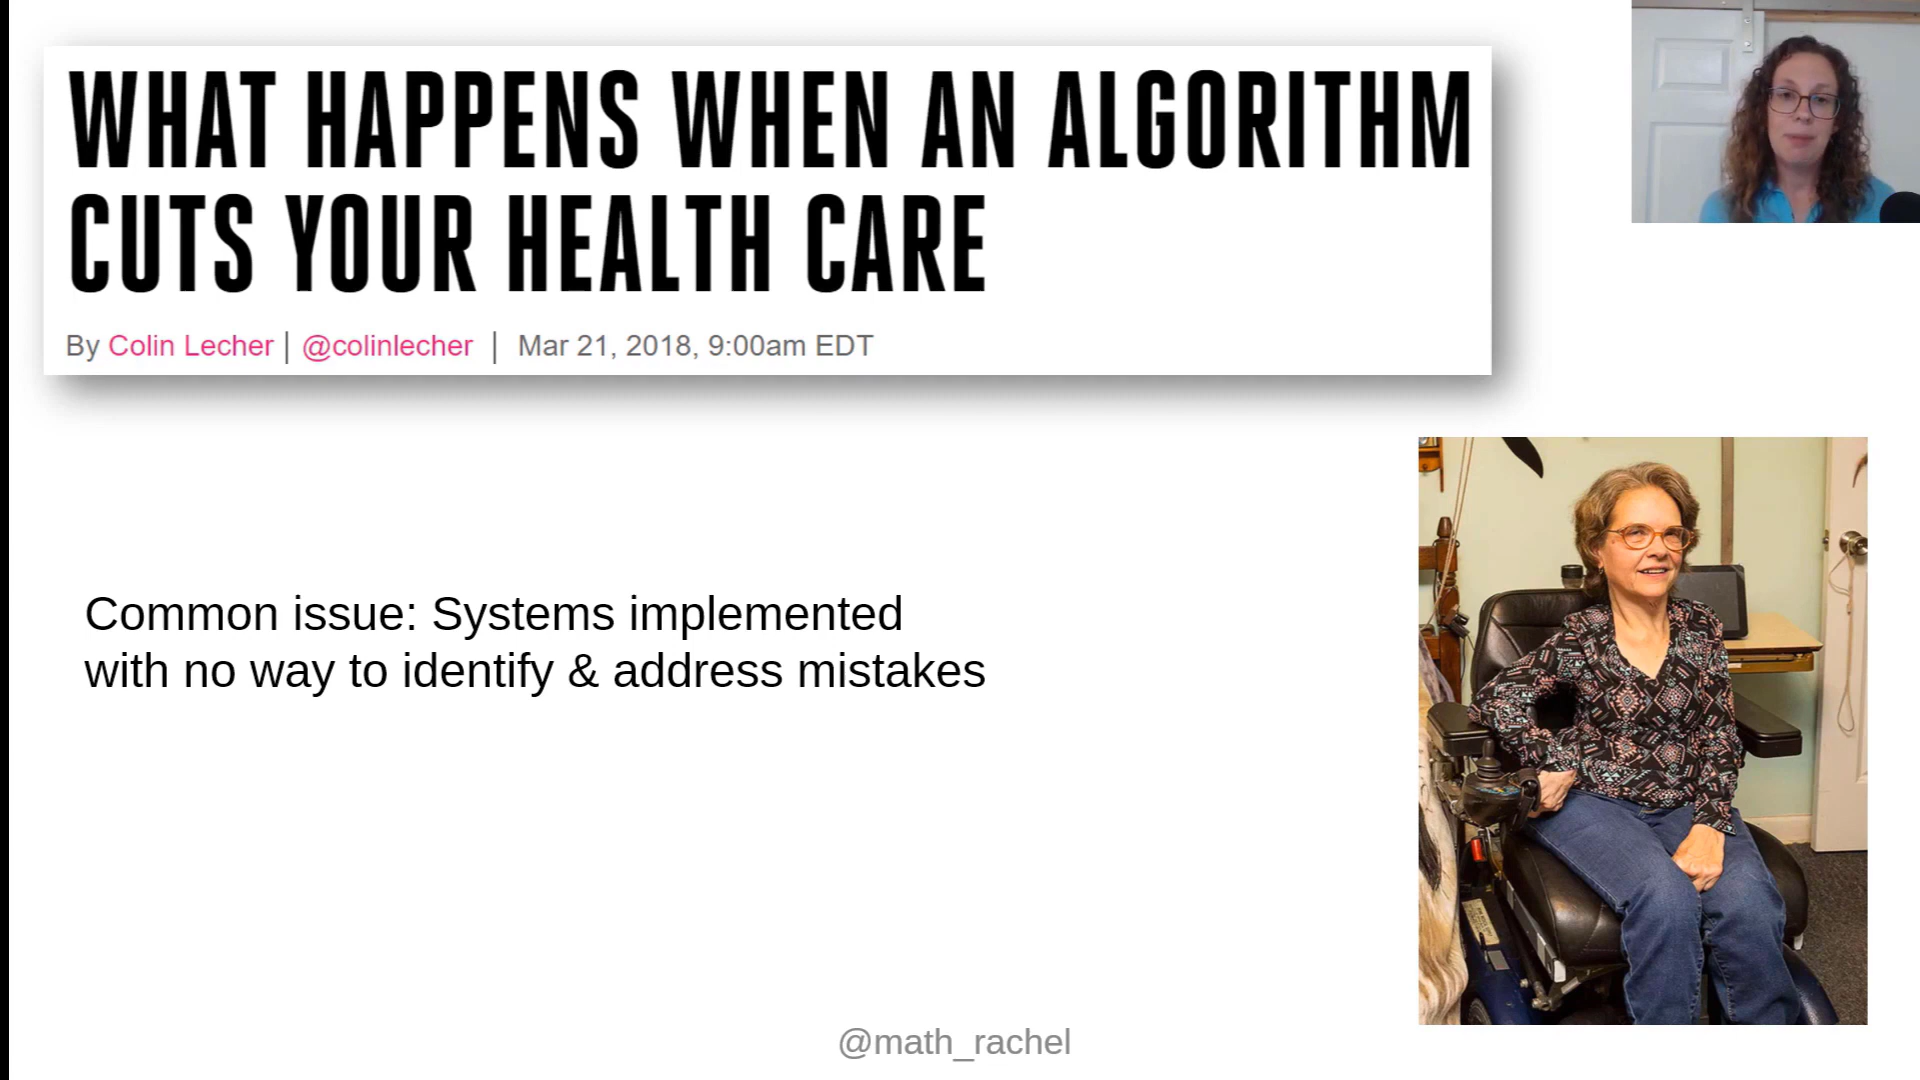 WHAT HAPPENS WHEN AN ALGORITHM
CUTS YOUR HEALTH CARE
By Colin Lecher | @colinlecher | Mar 21, 2018, 9:00am EDT
Common issue: Systems implemented
with no way to identify & address mistakes
@math_rachel